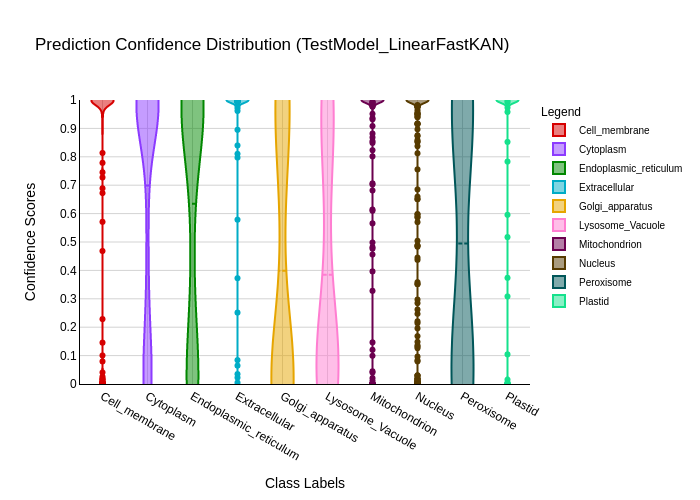 Prediction Confidence Distribution (TestModel_LinearFastKAN)
Confidence Scores
1
0.9
0.8
0.7
0.6
0.5
0.4
0.3
0.2
0.1
0
Cell_membrane
Cytoplasm
Endoplasmic_reticulum
Extracellular
Golgi_apparatus
Lysosome_Vacuole
Mitochondrion
Nucleus
Peroxisome
Plastid
Class Labels
Legend
Cell_membrane
Cytoplasm
Endoplasmic_reticulum
Extracellular
Golgi_apparatus
Lysosome_Vacuole
Mitochondrion
Nucleus
Peroxisome
Plastid